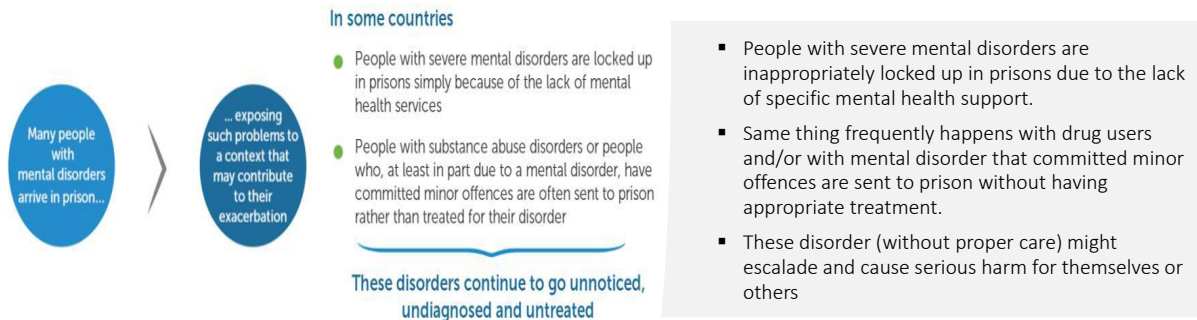 Many people
with
mental disorders
arrive in prison...
... exposing
such problems to
a context that
may contribute
to their
exacerbation
In some countries
People with severe mental disorders are locked up
in prisons simply because of the lack of mental
health services
People with substance abuse disorders or people
who, at least in part due to a mental disorder, have
committed minor offences are often sent to prison
rather than treated for their disorder
These disorders continue to go unnoticed,
undiagnosed and untreated
▪ People with severe mental disorders are
inappropriately locked up in prisons due to the lack
of specific mental health support.
▪ Same thing frequently happens with drug users
and/or with mental disorder that committed minor
offences are sent to prison without having
appropriate treatment.
▪ These disorder (without proper care) might
escalade and cause serious harm for themselves or
others